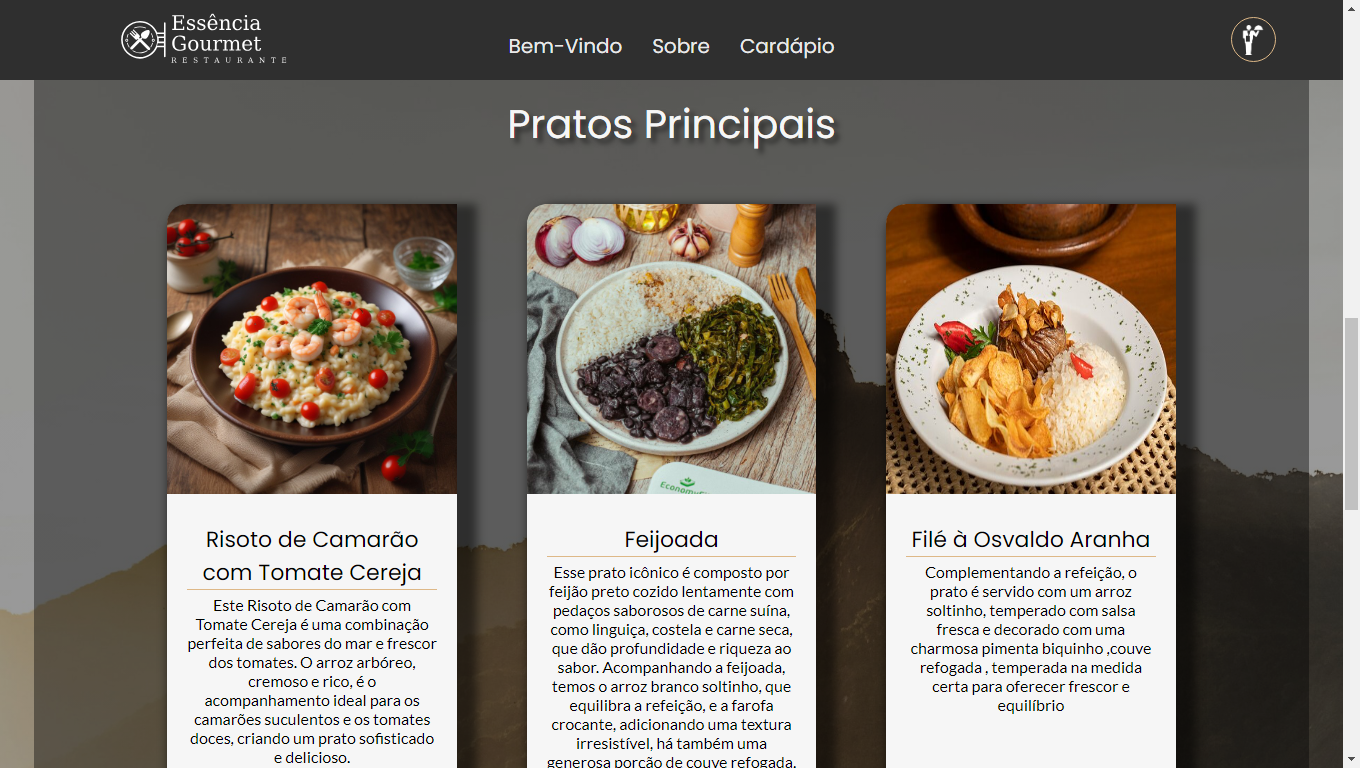 Essência
Gourmet
RESTAURANTE
Bem-Vindo Sobre Cardápio
Pratos Principais
Risoto de Camarão
com Tomate Cereja
Este Risoto de Camarão com
Tomate Cereja é uma combinação
perfeita de sabores do mar e frescor
dos tomates. O arroz arbóreo,
cremoso e rico, é o
acompanhamento ideal para os
camarões suculentos e os tomates
doces, criando um prato sofisticado
e delicioso.
Feijoada
Esse prato icônico é composto por
feijão preto cozido lentamente com
pedaços saborosos de carne suína,
como linguiça, costela e carne seca,
que dão profundidade e riqueza ao
sabor. Acompanhando a feijoada,
temos o arroz branco soltinho, que
equilibra a refeição, e a farofa
crocante, adicionando uma textura
irresistível, há também uma
generosa porção de couve refogada,
Filé à Osvaldo Aranha
Complementando a refeição, o
prato é servido com um arroz
soltinho, temperado com salsa
fresca e decorado com uma
charmosa pimenta biquinho ,couve
refogada , temperada na medida
certa para oferecer frescor e
equilíbrio